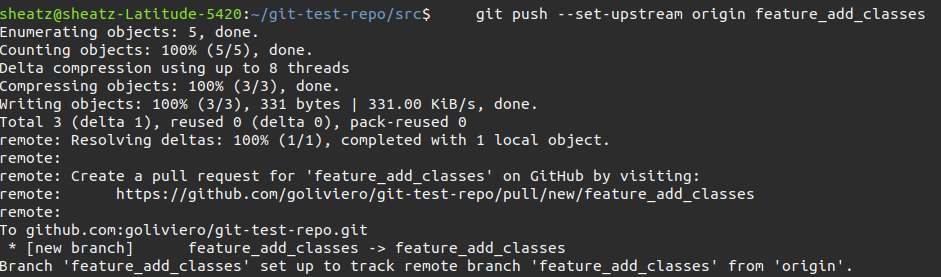 sheatz@sheatz-Latitude-5420:~/git-test-repo/src$     git push --set-upstream origin feature_add_classes
Enumerating objects: 5, done.
Counting objects: 100% (5/5), done.
Delta compression using up to 8 threads
Compressing objects: 100% (3/3), done.
Writing objects: 100% (3/3), 331 bytes | 331.00 KiB/s, done.
Total 3 (delta 1), reused 0 (delta 0), pack-reused 0
remote: Resolving deltas: 100% (1/1), completed with 1 local object.
remote:
remote: Create a pull request for 'feature_add_classes' on GitHub by visiting:
remote:      https://github.com/goliviero/git-test-repo/pull/new/feature_add_classes
remote:
To github.com:goliviero/git-test-repo.git
 * [new branch]      feature_add_classes -> feature_add_classes
Branch 'feature_add_classes' set up to track remote branch 'feature_add_classes' from 'origin'.